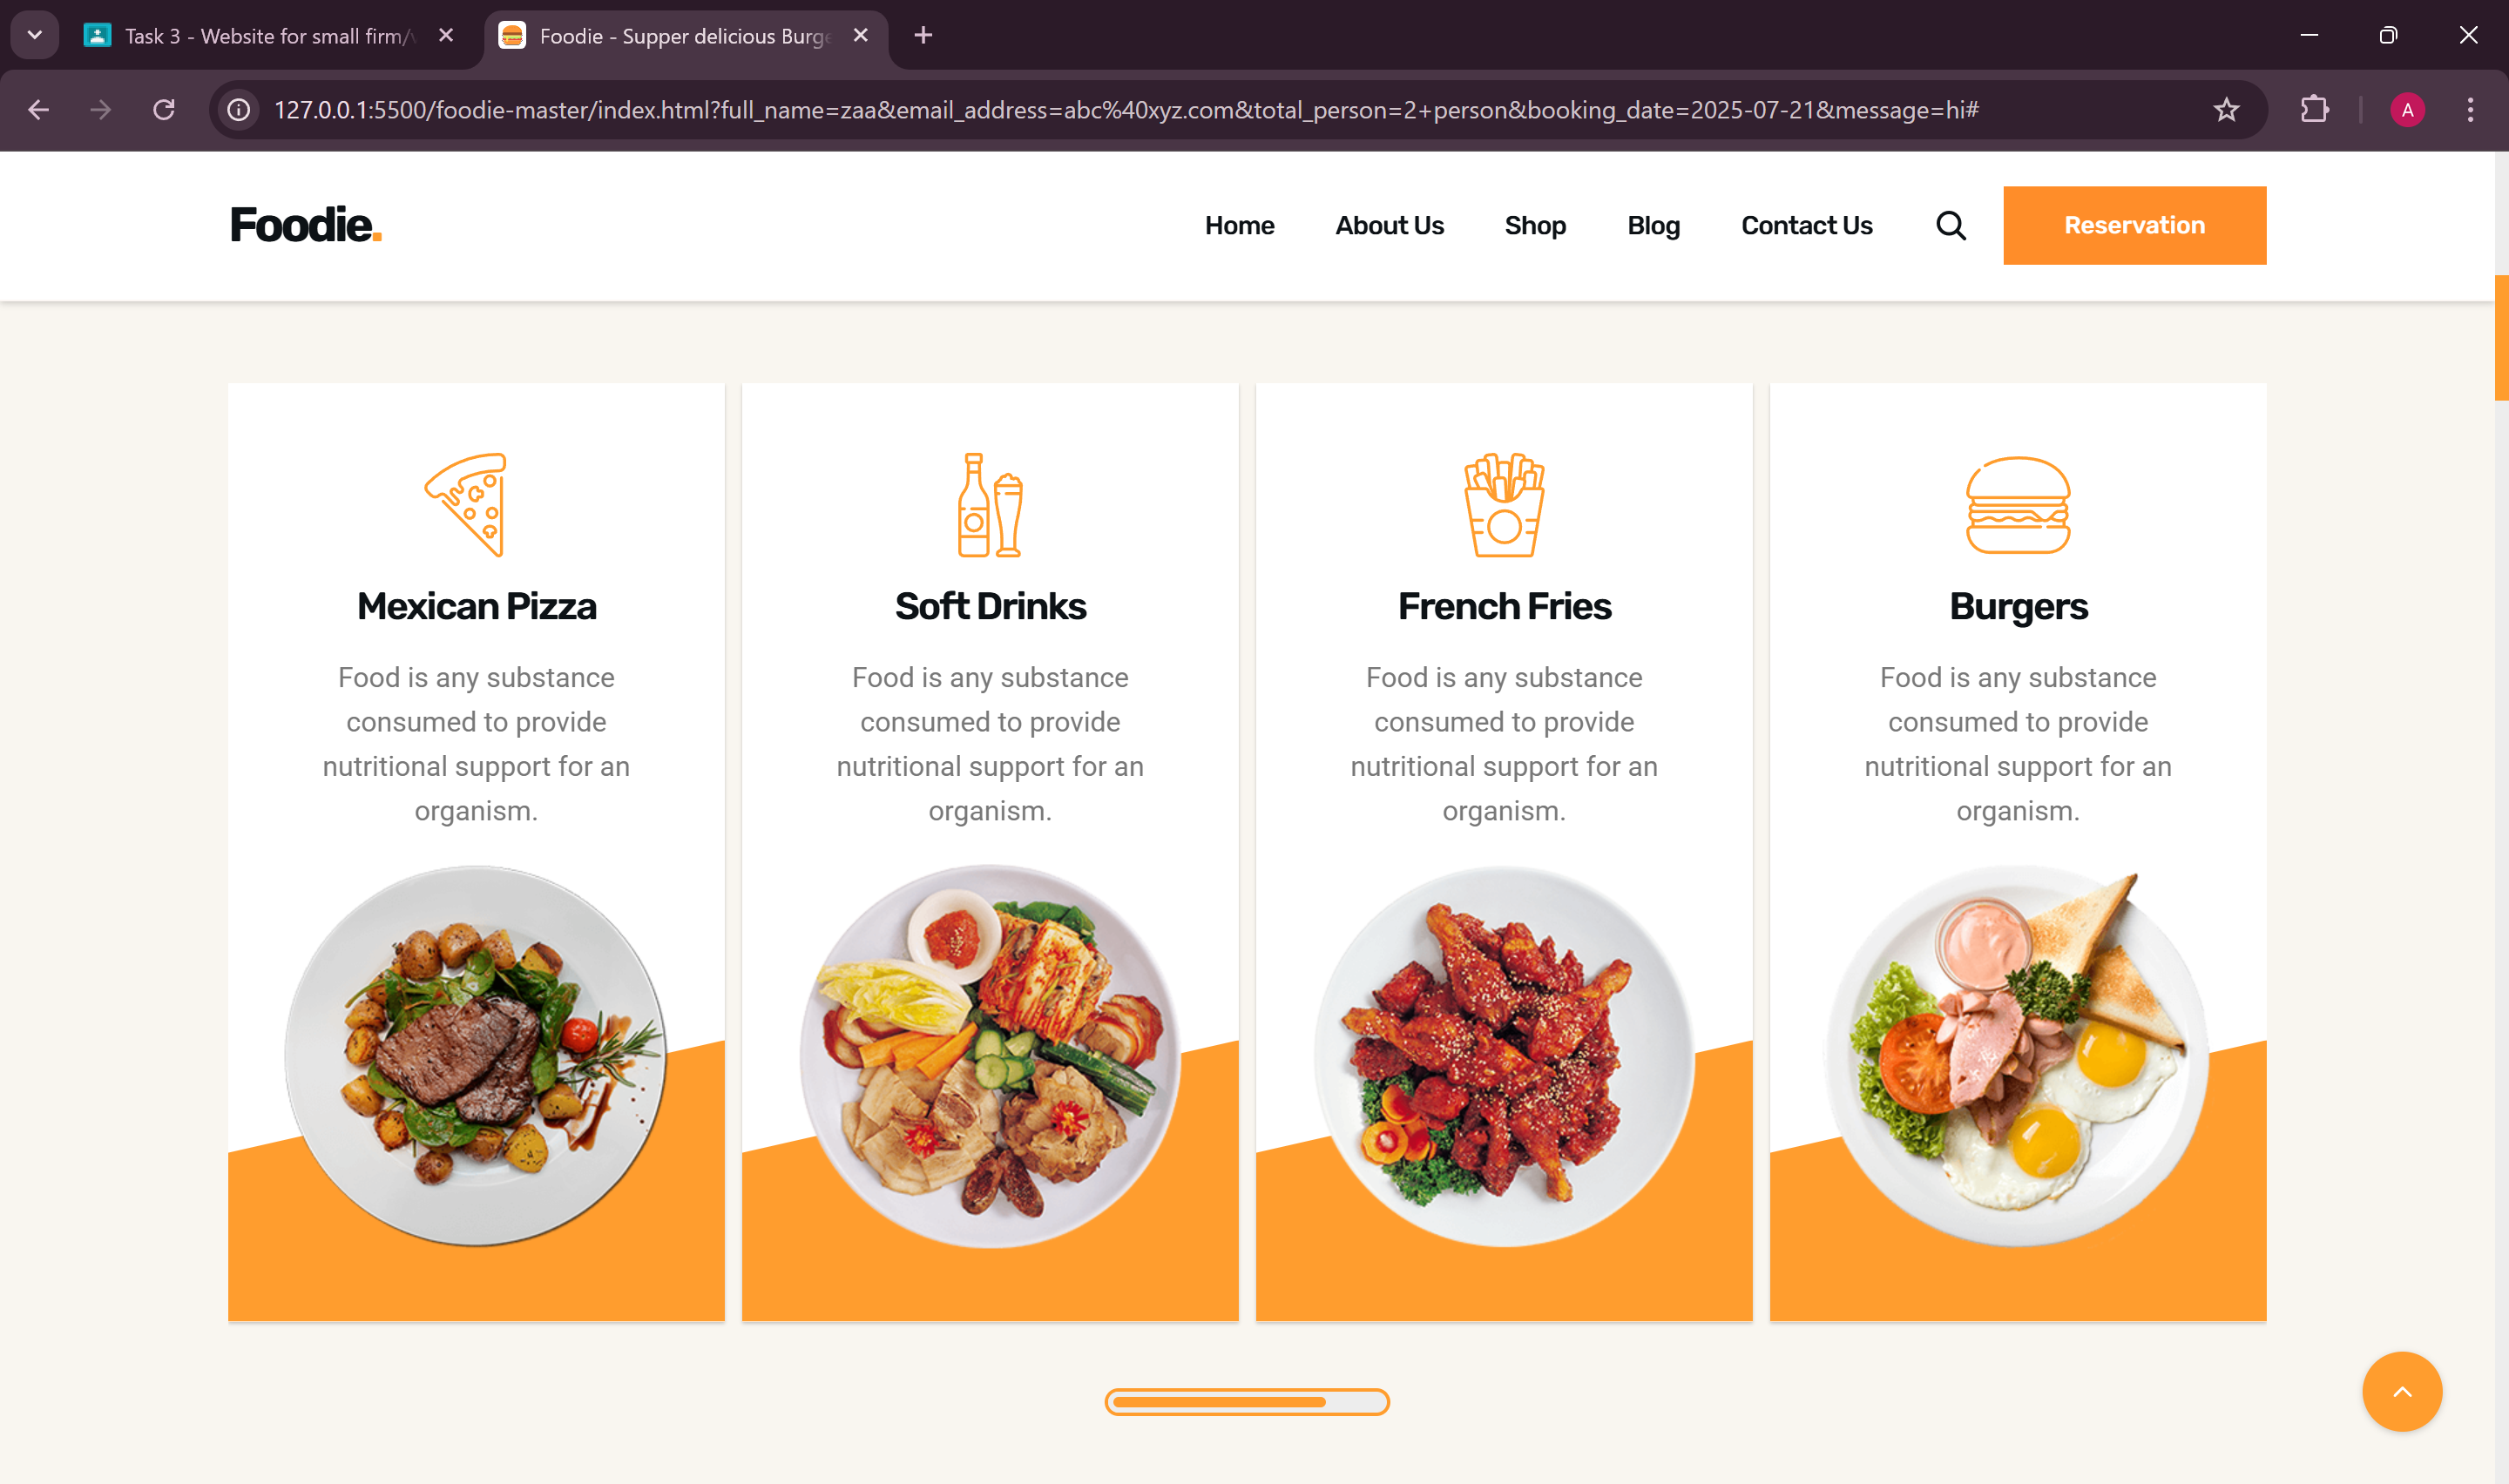 Task 3 - Website for small firm/
Foodie - Supper delicious Burge
127.0.0.1:5500/foodie-master/index.html?full_name=zaa&email_address=abc%40xyz.com&total_person=2+person&booking_date=2025-07-21&message=hi#
A
Foodie.
Home
About Us
Shop
Blog
Contact Us
Reservation
Mexican Pizza
Food is any substance
consumed to provide
nutritional support for an
organism.
Soft Drinks
Food is any substance
consumed to provide
nutritional support for an
organism.
French Fries
Food is any substance
consumed to provide
nutritional support for an
organism.
Burgers
Food is any substance
consumed to provide
nutritional support for an
organism.